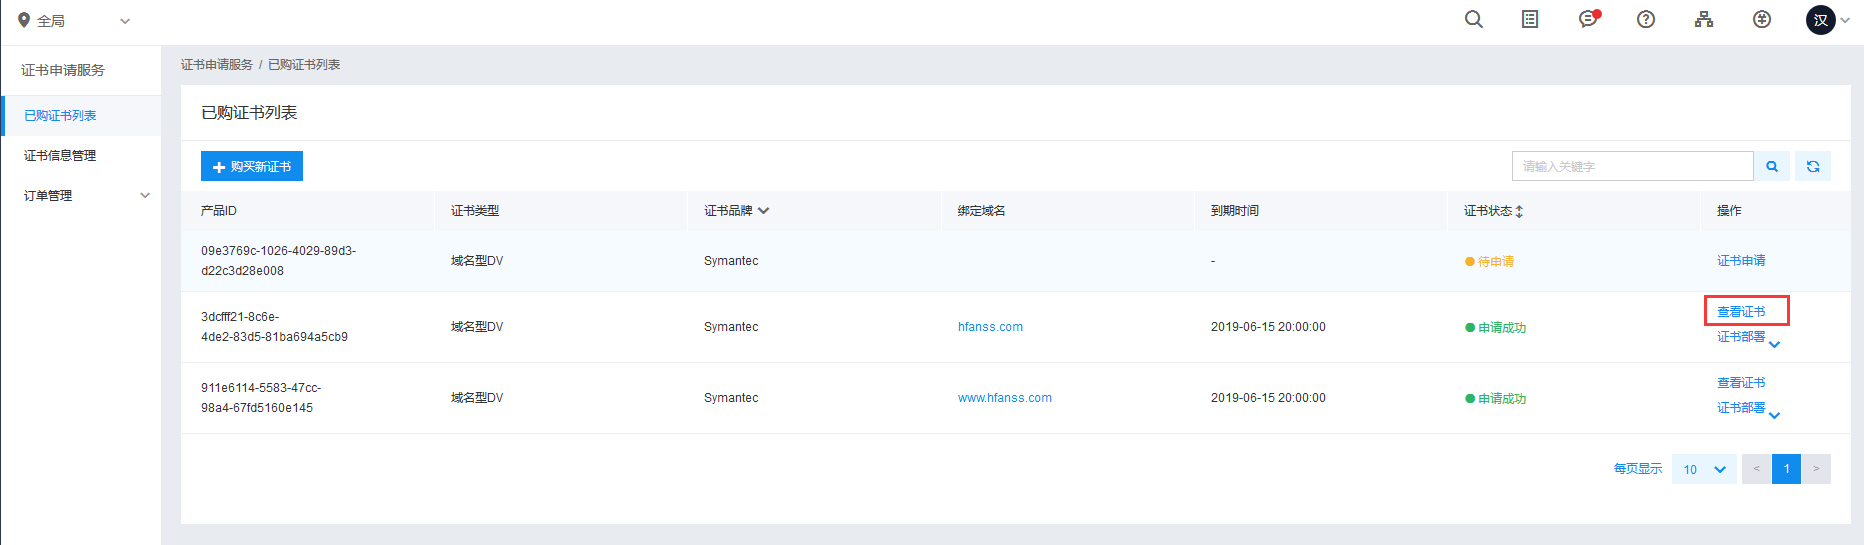 全局
汉
证书申请服务
已购证书列表
证书信息管理
订单管理
证书申请服务 / 已购证书列表
已购证书列表
购买新证书
请输入关键字
产品ID 证书类型 证书品牌 绑定域名 到期时间 证书状态 操作
09e3769c-1026-4029-89d3-
d22c3d28e008
域名型DV Symantec - 待申请 证书申请
3dcfff21-8c6e-
4de2-83d5-81ba694a5cb9
域名型DV Symantec hfanss.com 2019-06-15 20:00:00 申请成功
查看证书
证书部署
911e6114-5583-47cc-
98a4-67fd5160e145
域名型DV Symantec www.hfanss.com 2019-06-15 20:00:00 申请成功
查看证书
证书部署
每页显示 10 < 1 >